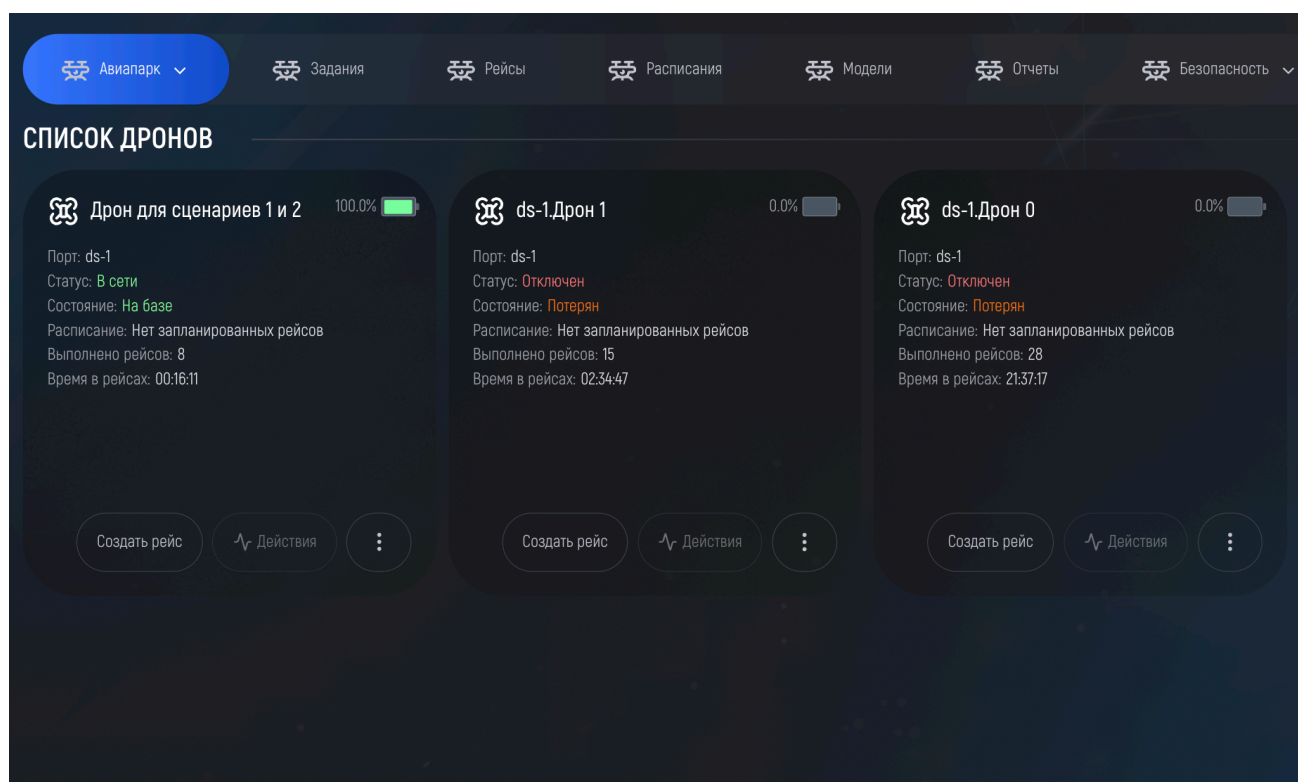 Авиапарк
Задания
Рейсы
Расписания
Модели
Отчеты
Безопасность
СПИСОК ДРОНОВ
Дрон для сценариев 1 и 2
100.0%
Порт: ds-1
Статус: В сети
Состояние: На базе
Расписание: Нет запланированных рейсов
Выполнено рейсов: 8
Время в рейсах: 00:16:11
Создать рейс
Действия
ds-1.Дрон 1
0.0%
Порт: ds-1
Статус: Отключен
Состояние: Потерян
Расписание: Нет запланированных рейсов
Выполнено рейсов: 15
Время в рейсах: 02:34:47
Создать рейс
Действия
ds-1.Дрон 0
0.0%
Порт: ds-1
Статус: Отключен
Состояние: Потерян
Расписание: Нет запланированных рейсов
Выполнено рейсов: 28
Время в рейсах: 21:37:17
Создать рейс
Действия